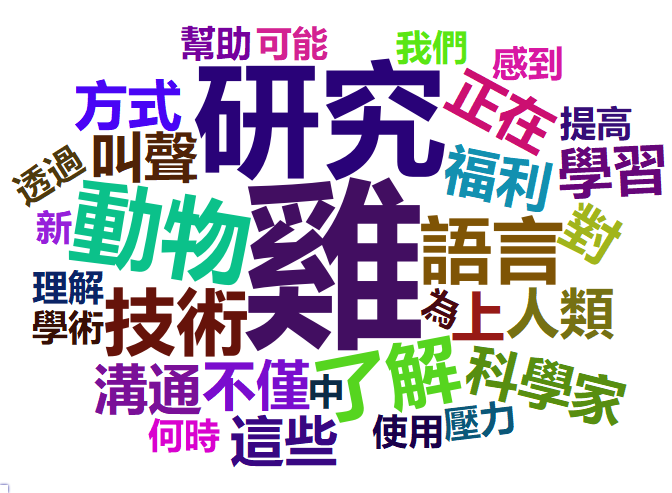 幫助
可能
我們
感到
方式
研究
正在
提高
透過
叫聲
福利
學習
新
動物
雞
語言
對
理解
學術
技術
為
上
人類
溝通
不僅
中
了解
科學家
何時
這些
使用
壓力